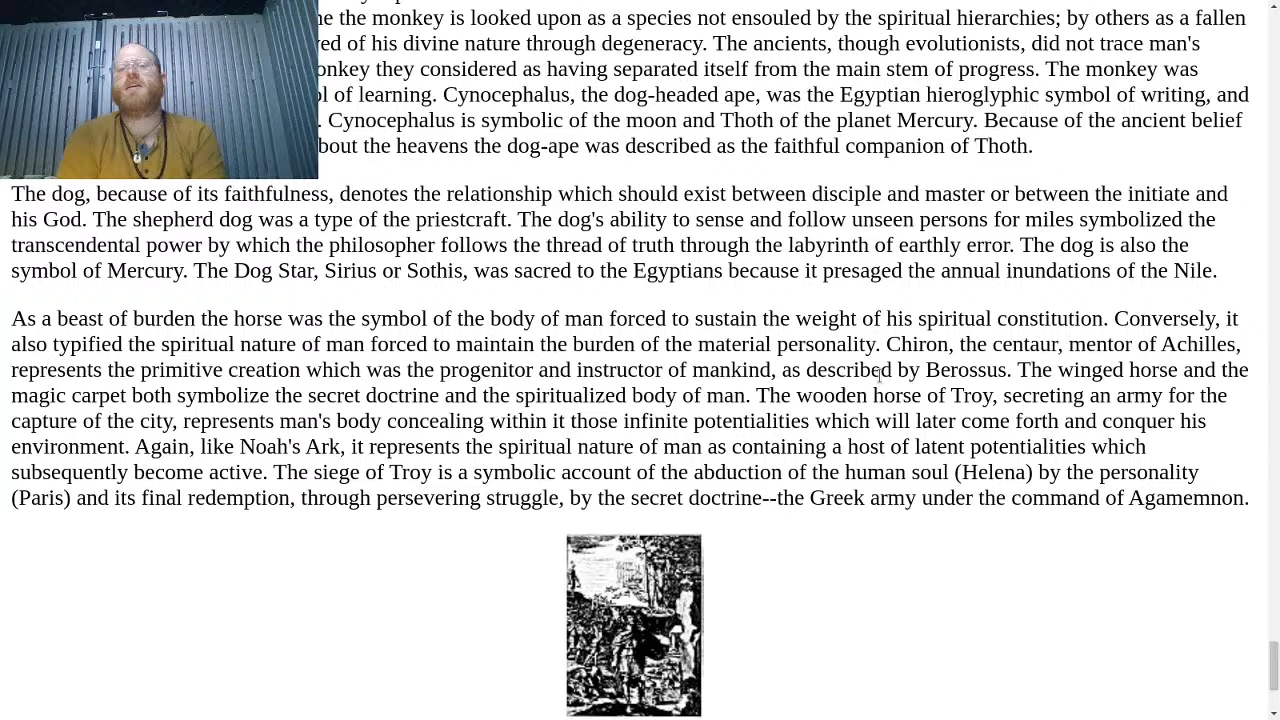 me the monkey is looked upon as a species not ensouled by the spiritual hierarchies; by others as a fallen
ved of his divine nature through degeneracy. The ancients, though evolutionists, did not trace man's
onkey they considered as having separated itself from the main stem of progress. The monkey was
ol of learning. Cynocephalus, the dog-headed ape, was the Egyptian hieroglyphic symbol of writing, and
. Cynocephalus is symbolic of the moon and Thoth of the planet Mercury. Because of the ancient belief
bout the heavens the dog-ape was described as the faithful companion of Thoth.
The dog, because of its faithfulness, denotes the relationship which should exist between disciple and master or between the initiate and
his God. The shepherd dog was a type of the priestcraft. The dog's ability to sense and follow unseen persons for miles symbolized the
transcendental power by which the philosopher follows the thread of truth through the labyrinth of earthly error. The dog is also the
symbol of Mercury. The Dog Star, Sirius or Sothis, was sacred to the Egyptians because it presaged the annual inundations of the Nile.
As a beast of burden the horse was the symbol of the body of man forced to sustain the weight of his spiritual constitution. Conversely, it
also typified the spiritual nature of man forced to maintain the burden of the material personality. Chiron, the centaur, mentor of Achilles,
represents the primitive creation which was the progenitor and instructor of mankind, as described by Berossus. The winged horse and the
magic carpet both symbolize the secret doctrine and the spiritualized body of man. The wooden horse of Troy, secreting an army for the
capture of the city, represents man's body concealing within it those infinite potentialities which will later come forth and conquer his
environment. Again, like Noah's Ark, it represents the spiritual nature of man as containing a host of latent potentialities which
subsequently become active. The siege of Troy is a symbolic account of the abduction of the human soul (Helena) by the personality
(Paris) and its final redemption, through persevering struggle, by the secret doctrine--the Greek army under the command of Agamemnon.